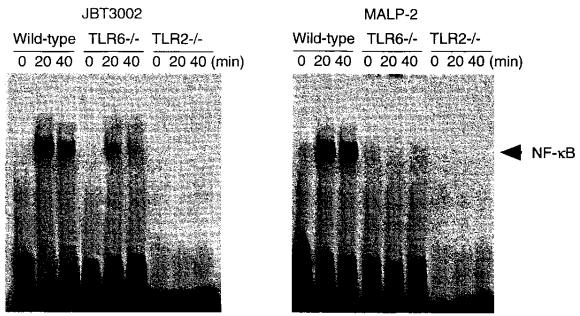 JBT3002 MALP-2
Wild-type TLR6-/- TLR2-/- Wild-type TLR6-/- TLR2-/-
0 20 40 0 20 40 0 20 40 (min) 0 20 40 0 20 40 0 20 40 (min)
NF-κB